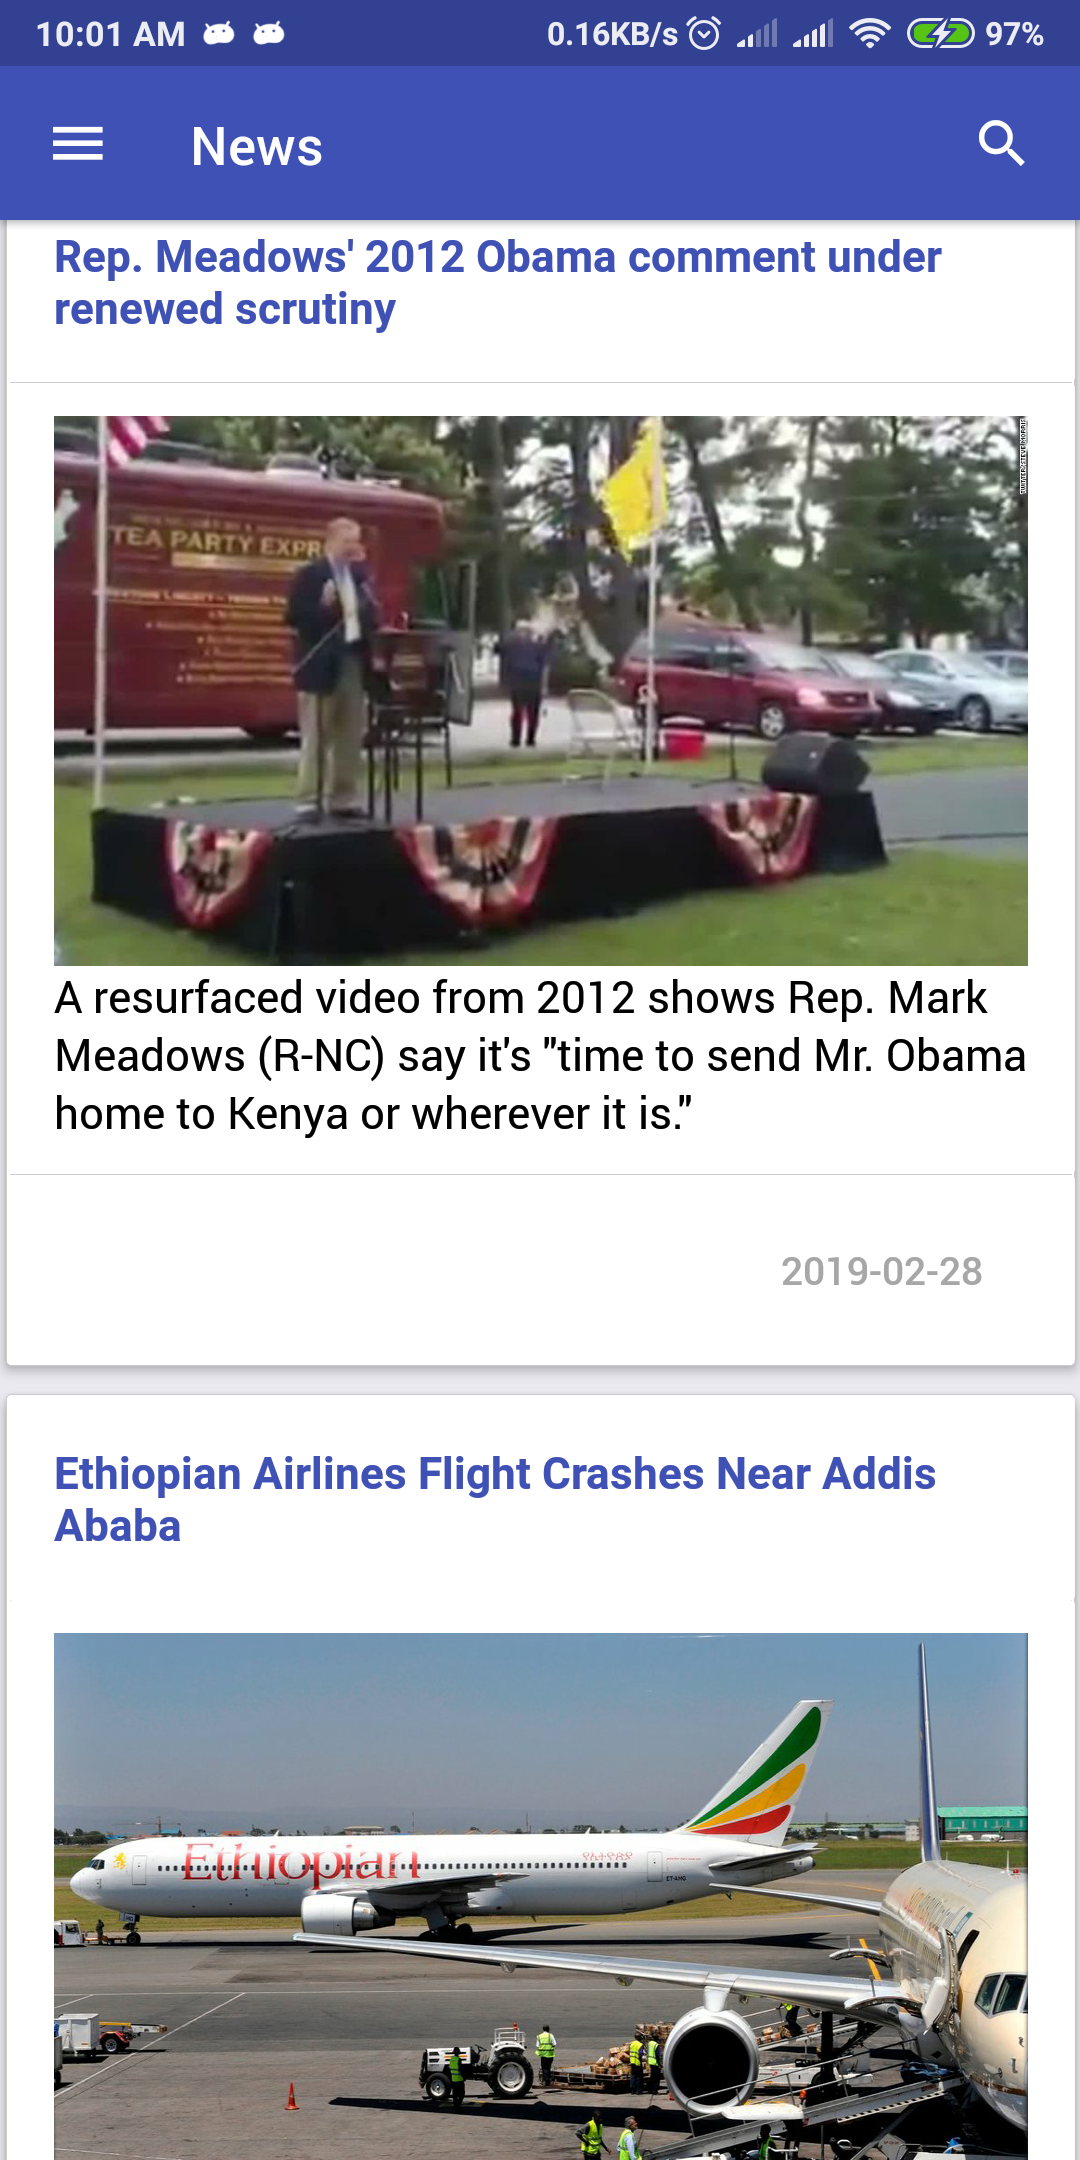 10:01 AM
0.16KB/s
97%
News
Rep. Meadows' 2012 Obama comment under
renewed scrutiny
TEA PARTY EXPR
A resurfaced video from 2012 shows Rep. Mark
Meadows (R-NC) say it's "time to send Mr. Obama
home to Kenya or wherever it is."
2019-02-28
Ethiopian Airlines Flight Crashes Near Addis
Ababa
Ethiopian